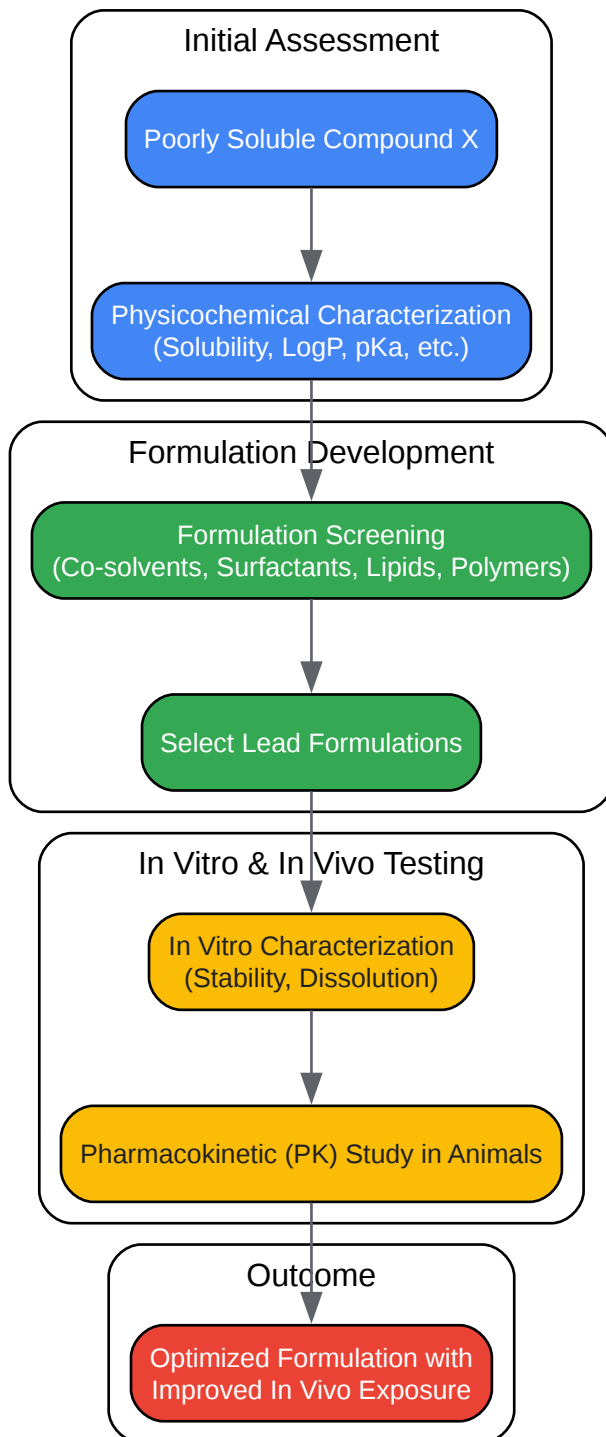 Initial Assessment
Poorly Soluble Compound X
Physicochemical Characterization
(Solubility, LogP, pKa, etc.)
Formulation Development
Formulation Screening
(Co-solvents, Surfactants, Lipids, Polymers)
Select Lead Formulations
In Vitro & In Vivo Testing
In Vitro Characterization
(Stability, Dissolution)
Pharmacokinetic (PK) Study in Animals
Outcome
Optimized Formulation with
Improved In Vivo Exposure